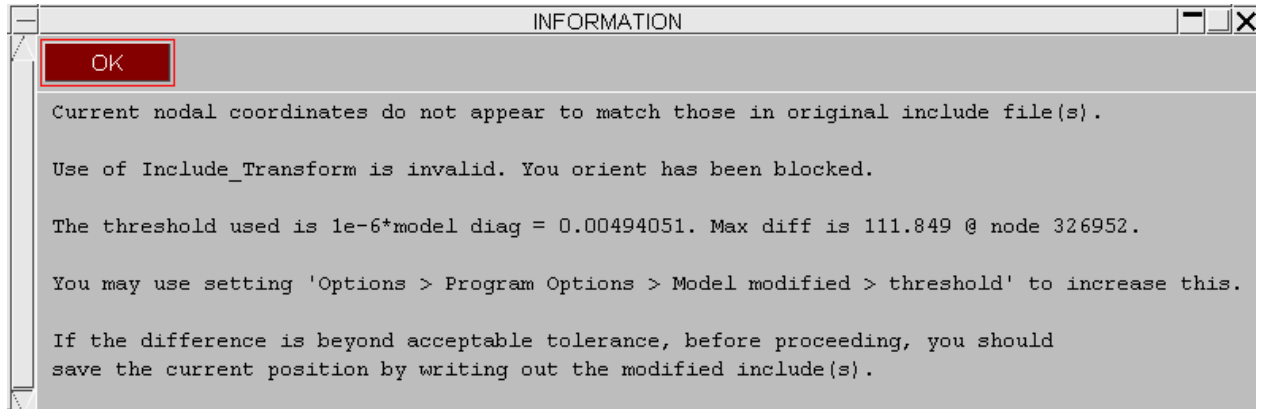 INFORMATION
OK
Current nodal coordinates do not appear to match those in original include file(s).
Use of Include_Transform is invalid. You orient has been blocked.
The threshold used is 1e-6*model diag = 0.00494051. Max diff is 111.849 @ node 326952.
You may use setting 'Options > Program Options > Model modified > threshold' to increase this.
If the difference is beyond acceptable tolerance, before proceeding, you should
save the current position by writing out the modified include(s).